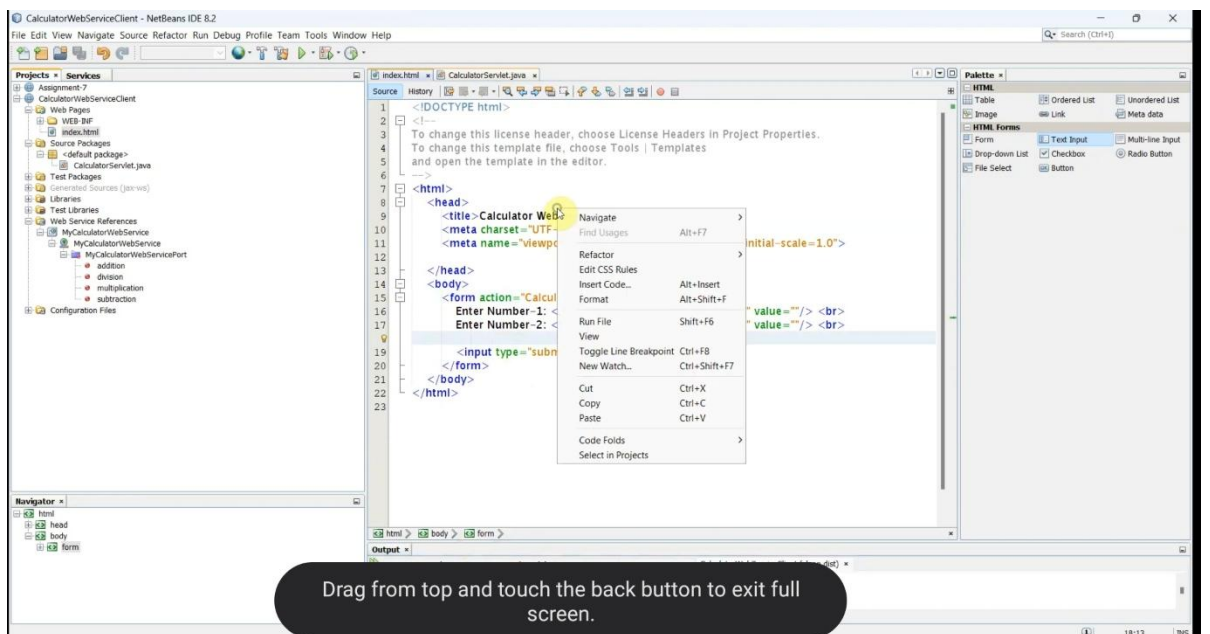 CalculatorWebServiceClient - NetBeans IDE 8.2
File Edit View Navigate Source Refactor Run Debug Profile Team Tools Window Help
Search (Ctrl+I)
Projects Services
Assignment-7
CalculatorWebServiceClient
Web Pages
WEB-INF
index.html
Source Packages
<default package>
CalculatorServlet.java
Test Packages
Generated Sources (jax-ws)
Libraries
Test Libraries
Web Service References
MyCalculatorWebService
MyCalculatorWebService
MyCalculatorWebServicePort
addition
division
multiplication
subtraction
Configuration Files
Navigator
html
head
body
form
index.html CalculatorServlet.java
Source History
1 <!DOCTYPE html>
2 <!--
3 To change this license header, choose License Headers in Project Properties.
4 To change this template file, choose Tools | Templates
5 and open the template in the editor.
6 -->
7 <html>
8 <head>
9 <title>Calculator Web
10 <meta charset="UTF-
11 <meta name="viewpo initial-scale=1.0">
12
13 </head>
14 <body>
15 <form action="Calcul
16 Enter Number-1: < " value=""/> <br>
17 Enter Number-2: < " value=""/> <br>
19 <input type="subm
20 </form>
21 </body>
22 </html>
23
Navigate
Find Usages Alt+F7
Refactor
Edit CSS Rules
Insert Code... Alt+Insert
Format Alt+Shift+F
Run File Shift+F6
View
Toggle Line Breakpoint Ctrl+F8
New Watch... Ctrl+Shift+F7
Cut Ctrl+X
Copy Ctrl+C
Paste Ctrl+V
Code Folds
Select in Projects
html body form
Output
Palette
HTML
Table Ordered List Unordered List
Image Link Meta data
HTML Forms
Form Text Input Multi-line Input
Drop-down List Checkbox Radio Button
File Select Button
Drag from top and touch the back button to exit full
screen.
18:13 INS